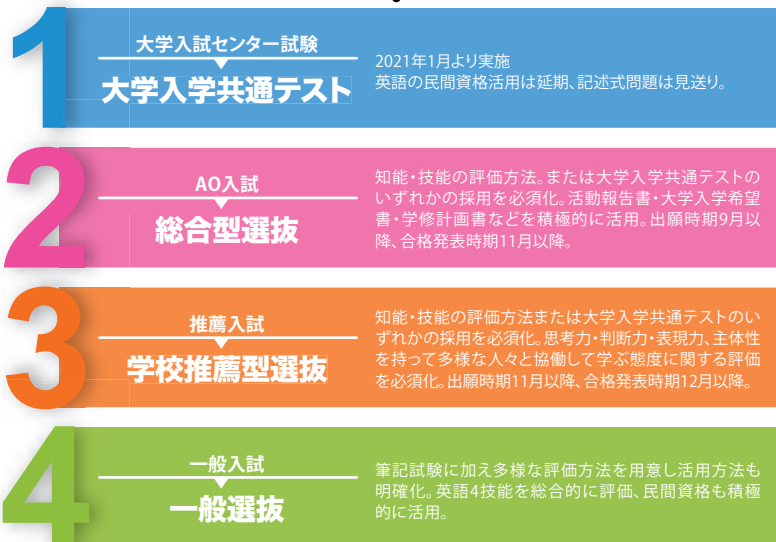 1
大学入試センター試験
大学入学共通テスト
2021年1月より実施
英語の民間資格活用は延期、記述式問題は見送り。
2
AO入試
総合型選抜
知能・技能の評価方法。または大学入学共通テストの
いずれかの採用を必須化。活動報告書・大学入学希望
書・学修計画書などを積極的に活用。出願時期9月以
降、合格発表時期11月以降。
3
推薦入試
学校推薦型選抜
知能・技能の評価方法または大学入学共通テストのい
ずれかの採用を必須化。思考力・判断力・表現力、主体性
を持って多様な人々と協働して学ぶ態度に関する評価
を必須化。出願時期11月以降、合格発表時期12月以降。
4
一般入試
一般選抜
筆記試験に加え多様な評価方法を用意し活用方法も
明確化。英語4技能を総合的に評価、民間資格も積極
的に活用。